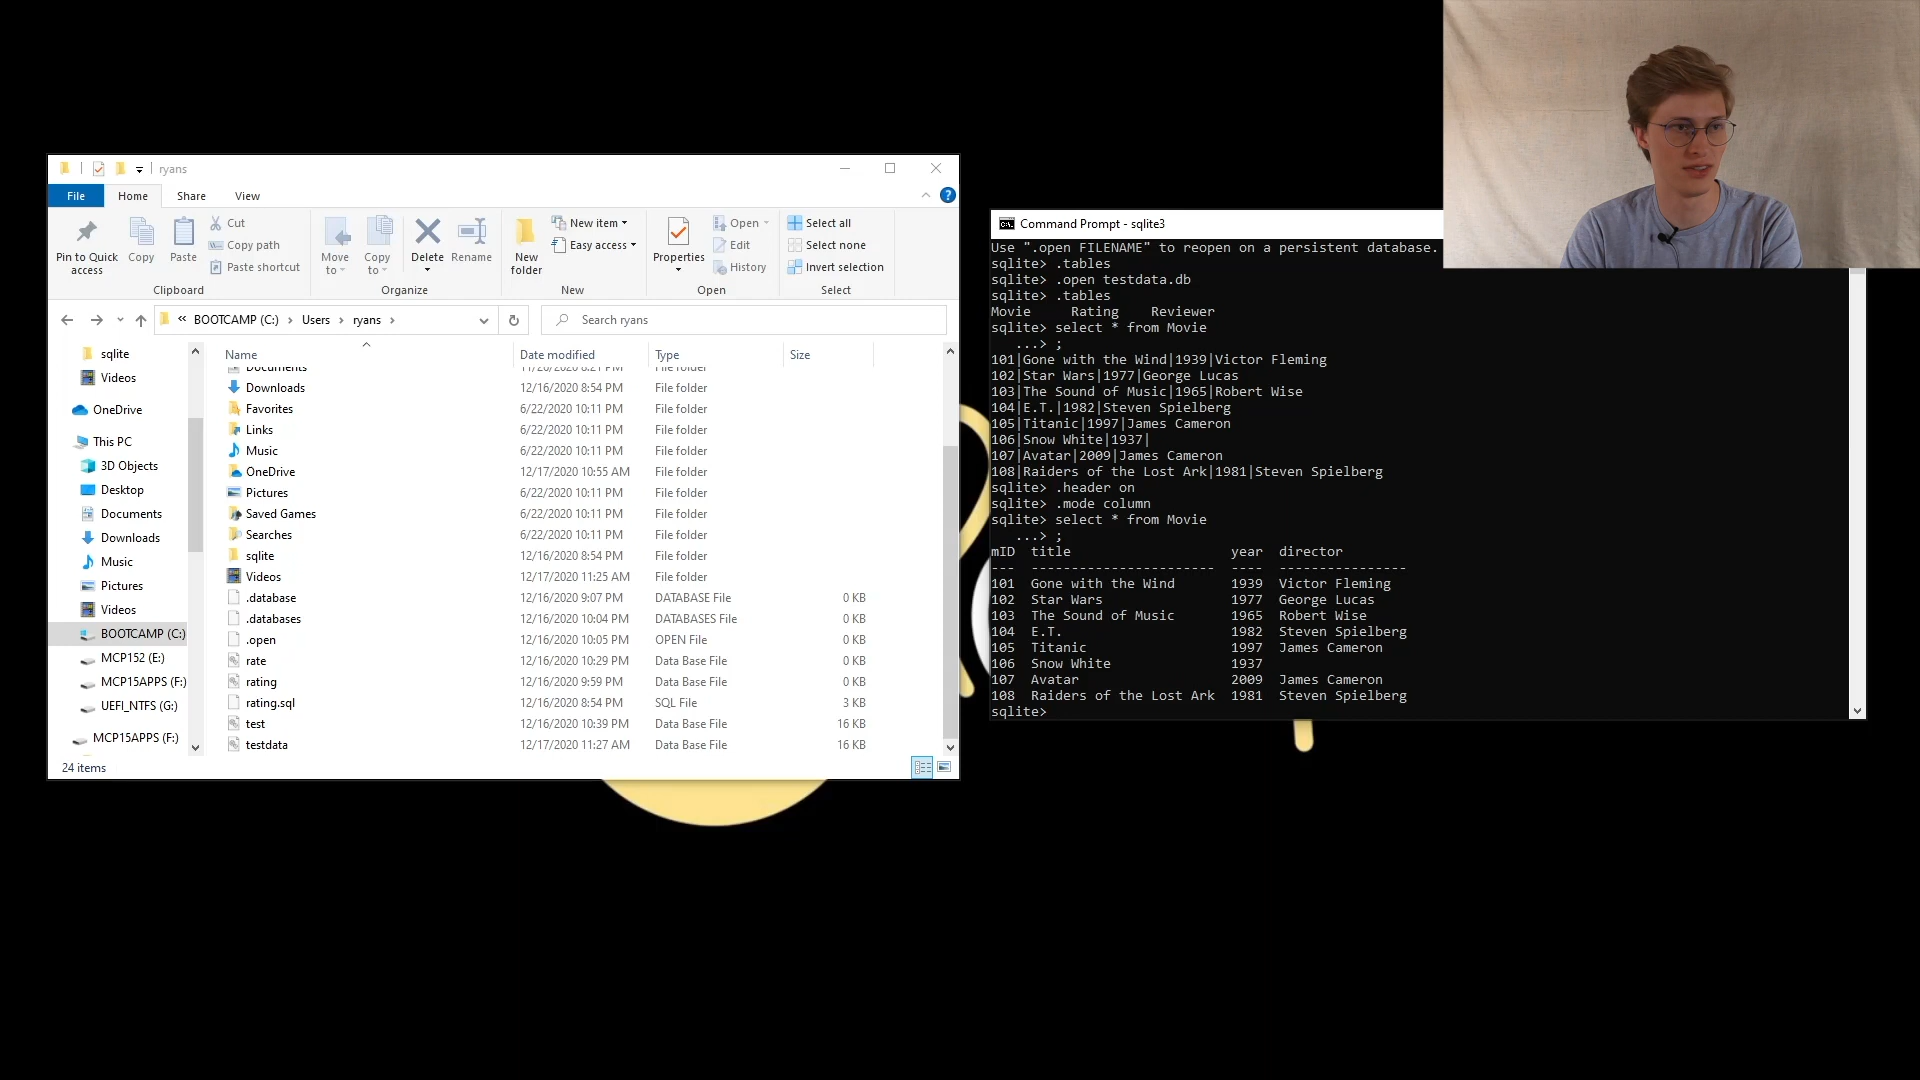 ryans
File
Home
Share
View
Pin to Quick
access
Copy
Paste
Cut
Copy path
Paste shortcut
Move
to
Copy
to
Delete
Rename
New
folder
New item
Easy access
Properties
Open
Edit
History
Select all
Select none
Invert selection
Clipboard
Organize
New
Open
Select
« BOOTCAMP (C:) › Users › ryans ›
Search ryans
sqlite
Videos
OneDrive
This PC
3D Objects
Desktop
Documents
Downloads
Music
Pictures
Videos
BOOTCAMP (C:)
MCP152 (E:)
MCP15APPS (F:)
UEFI_NTFS (G:)
MCP15APPS (F:)
Name Date modified Type Size
Documents 11/26/2020 8:21 PM File folder
Downloads 12/16/2020 8:54 PM File folder
Favorites 6/22/2020 10:11 PM File folder
Links 6/22/2020 10:11 PM File folder
Music 6/22/2020 10:11 PM File folder
OneDrive 12/17/2020 10:55 AM File folder
Pictures 6/22/2020 10:11 PM File folder
Saved Games 6/22/2020 10:11 PM File folder
Searches 6/22/2020 10:11 PM File folder
sqlite 12/16/2020 8:54 PM File folder
Videos 12/17/2020 11:25 AM File folder
.database 12/16/2020 9:07 PM DATABASE File 0 KB
.databases 12/16/2020 10:04 PM DATABASES File 0 KB
.open 12/16/2020 10:05 PM OPEN File 0 KB
rate 12/16/2020 10:29 PM Data Base File 0 KB
rating 12/16/2020 9:59 PM Data Base File 0 KB
rating.sql 12/16/2020 8:54 PM SQL File 3 KB
test 12/16/2020 10:39 PM Data Base File 16 KB
testdata 12/17/2020 11:27 AM Data Base File 16 KB
24 items
Command Prompt - sqlite3
Use ".open FILENAME" to reopen on a persistent database.
sqlite> .tables
sqlite> .open testdata.db
sqlite> .tables
Movie Rating Reviewer
sqlite> select * from Movie
...> ;
101|Gone with the Wind|1939|Victor Fleming
102|Star Wars|1977|George Lucas
103|The Sound of Music|1965|Robert Wise
104|E.T.|1982|Steven Spielberg
105|Titanic|1997|James Cameron
106|Snow White|1937|
107|Avatar|2009|James Cameron
108|Raiders of the Lost Ark|1981|Steven Spielberg
sqlite> .header on
sqlite> .mode column
sqlite> select * from Movie
...> ;
mID title year director
--- ----------------------- ---- ----------------
101 Gone with the Wind 1939 Victor Fleming
102 Star Wars 1977 George Lucas
103 The Sound of Music 1965 Robert Wise
104 E.T. 1982 Steven Spielberg
105 Titanic 1997 James Cameron
106 Snow White 1937
107 Avatar 2009 James Cameron
108 Raiders of the Lost Ark 1981 Steven Spielberg
sqlite>